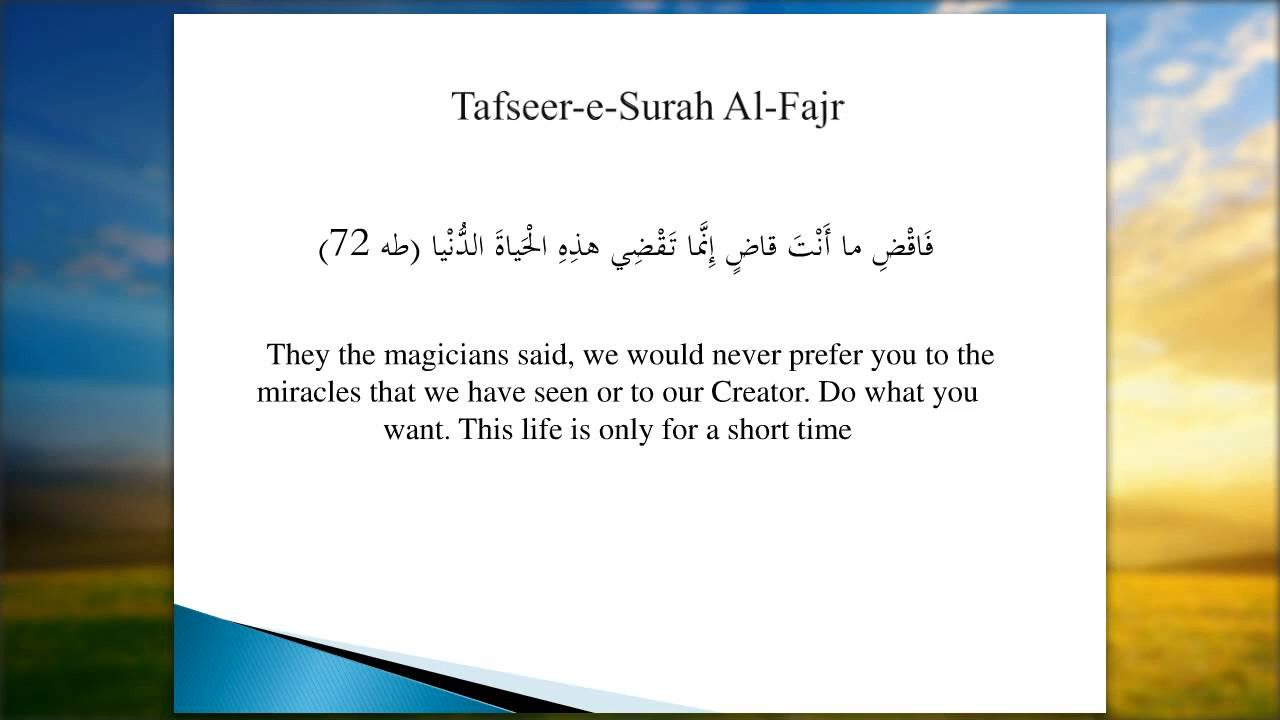 Tafseer-e-Surah Al-Fajr
فَاقْضِ ما أَنْتَ قاضٍ إِنَّما تَقْضِي هذِهِ الْحَياةَ الدُّنْيا (طه 72)
They the magicians said, we would never prefer you to the
miracles that we have seen or to our Creator. Do what you
want. This life is only for a short time